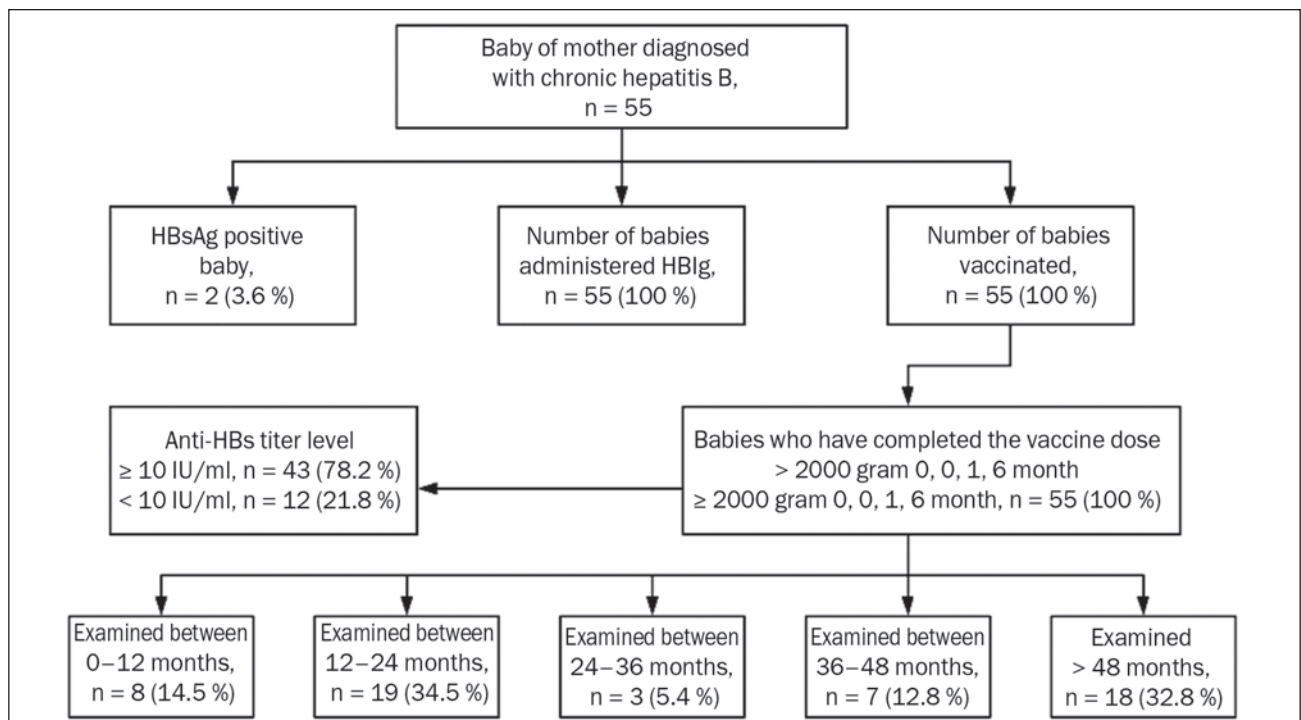 Baby of mother diagnosed
with chronic hepatitis B,
n = 55
HBsAg positive
baby,
n = 2 (3.6 %)
Number of babies
administered HBIg,
n = 55 (100 %)
Number of babies
vaccinated,
n = 55 (100 %)
Anti-HBs titer level
≥ 10 IU/ml, n = 43 (78.2 %)
< 10 IU/ml, n = 12 (21.8 %)
Babies who have completed the vaccine dose
> 2000 gram 0, 0, 1, 6 month
≥ 2000 gram 0, 0, 1, 6 month, n = 55 (100 %)
Examined between
0–12 months,
n = 8 (14.5 %)
Examined between
12–24 months,
n = 19 (34.5 %)
Examined between
24–36 months,
n = 3 (5.4 %)
Examined between
36–48 months,
n = 7 (12.8 %)
Examined
> 48 months,
n = 18 (32.8 %)